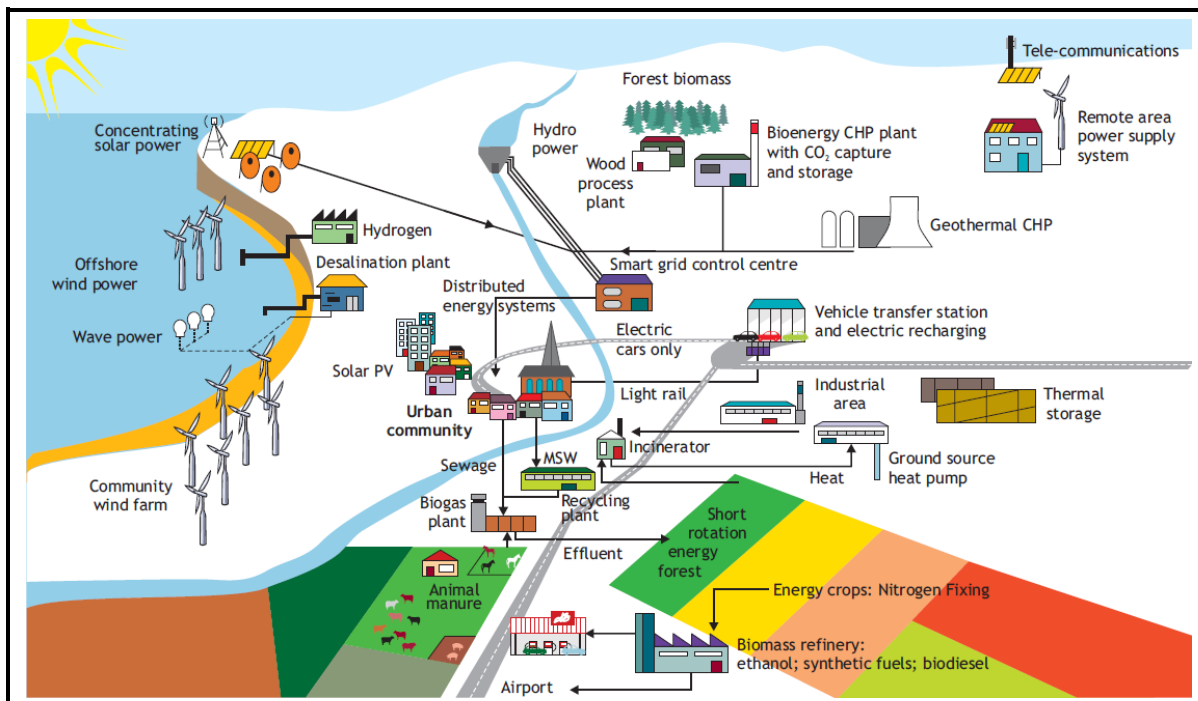 Tele-communications
Forest biomass
Concentrating
solar power
Hydro
power
Bioenergy CHP plant
with CO₂ capture
and storage
Remote area
power supply
system
Wood
process
plant
Hydrogen
Geothermal CHP
Offshore
wind power
Desalination plant
Smart grid control centre
Distributed
energy systems
Vehicle transfer station
and electric recharging
Wave power
Electric
cars only
Solar PV
Light rail
Industrial
area
Thermal
storage
Urban
community
Incinerator
Sewage
MSW
Heat
Ground source
heat pump
Community
wind farm
Biogas
plant
Recycling
plant
Short
rotation
energy
forest
Effluent
Animal
manure
Energy crops: Nitrogen Fixing
Biomass refinery:
ethanol; synthetic fuels; biodiesel
Airport